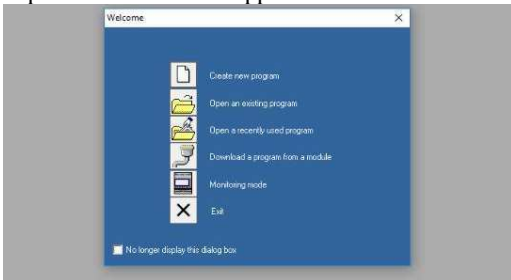 Welcome
Create new program
Open an existing program
Open a recently used program
Download a program from a module
Monitoring mode
Exit
No longer display this dialog box